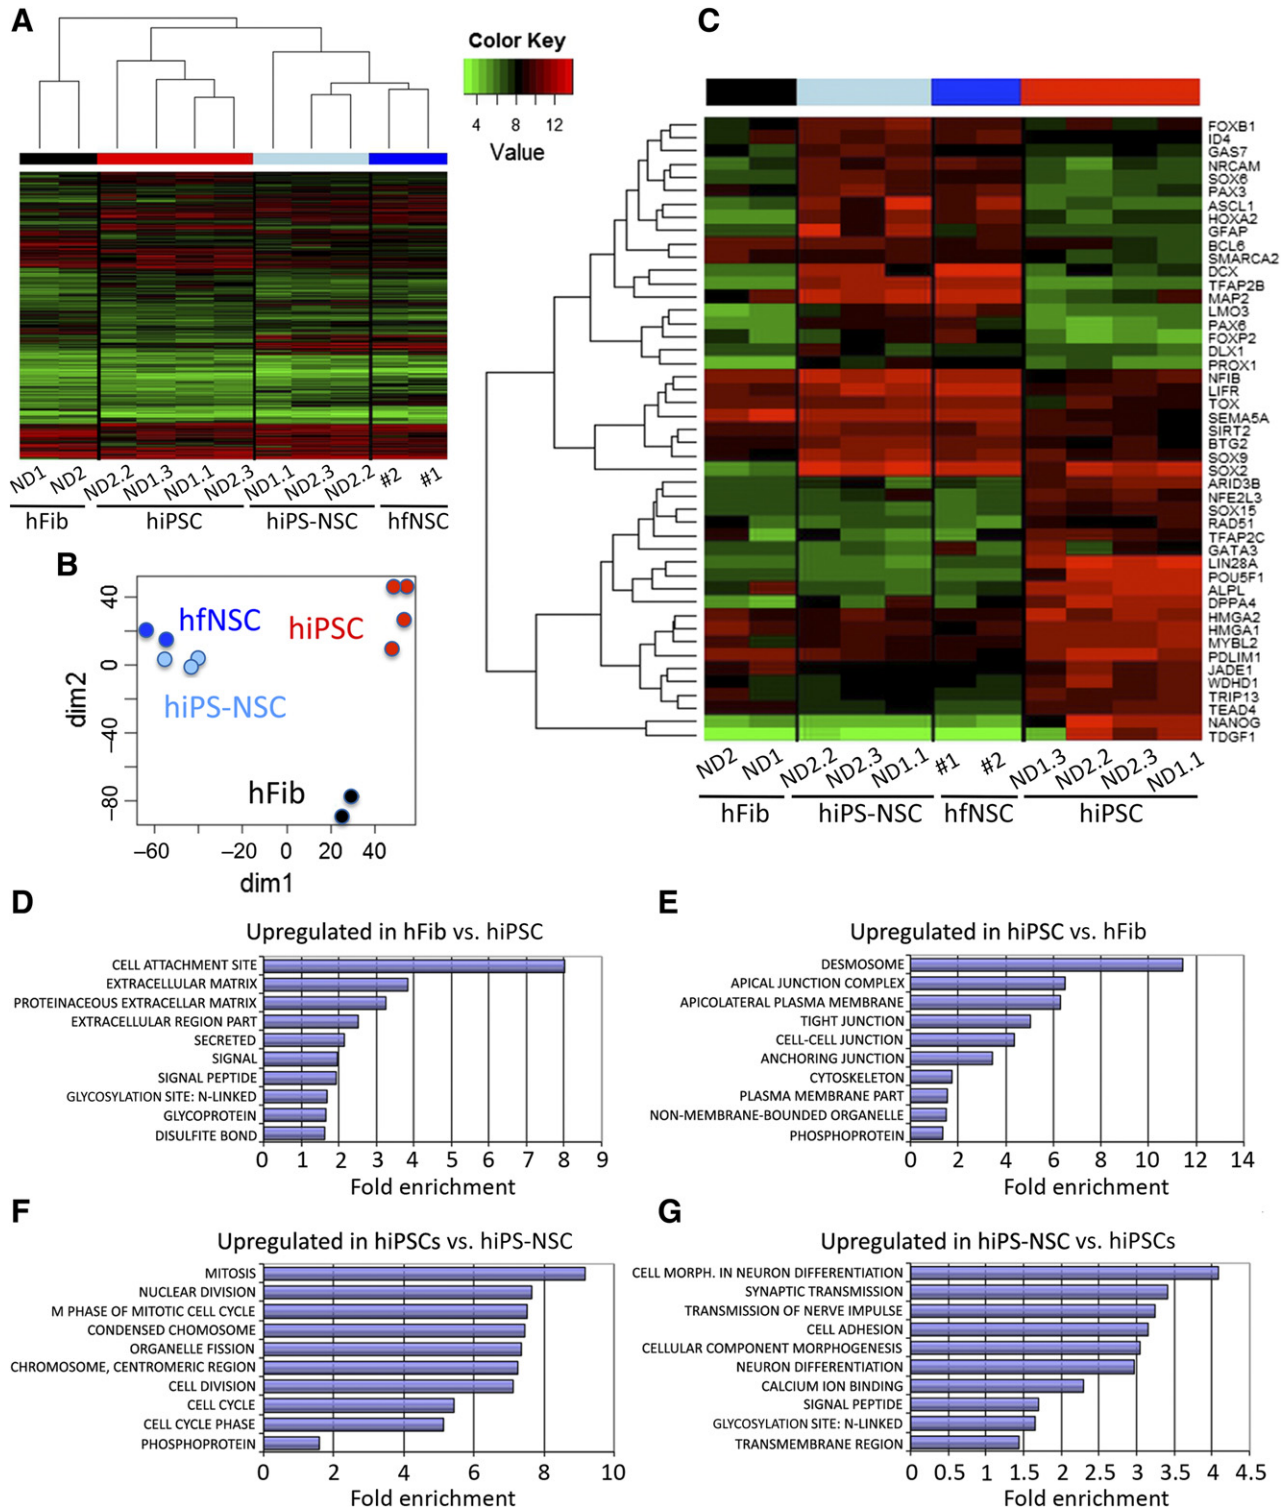 A
Color Key
4 8 12
Value
ND1 ND2 ND2.2 ND1.3 ND1.1 ND2.3 ND1.1 ND2.3 ND2.2 #2 #1
hFib hiPSC hiPS-NSC hfNSC
B
hfNSC
hiPSC
hiPS-NSC
hFib
dim2
40
0
−40
−80
−60 −20 0 20 40
dim1
C
FOXB1
ID4
GAS7
NRCAM
SOX6
PAX3
ASCL1
HOXA2
GFAP
BCL6
SMARCA2
DCX
TFAP2B
MAP2
LMO3
PAX6
FOXP2
DLX1
PROX1
NFIB
LIFR
TOX
SEMA5A
SIRT2
BTG2
SOX9
SOX2
ARID3B
NFE2L3
SOX15
RAD51
TFAP2C
GATA3
LIN28A
POU5F1
ALPL
DPPA4
HMGA2
HMGA1
MYBL2
PDLIM1
JADE1
WDHD1
TRIP13
TEAD4
NANOG
TDGF1
ND2 ND1 ND2.2 ND2.3 ND1.1 #1 #2 ND1.3 ND2.2 ND2.3 ND1.1
hFib hiPS-NSC hfNSC hiPSC
D
Upregulated in hFib vs. hiPSC
CELL ATTACHMENT SITE
EXTRACELLULAR MATRIX
PROTEINACEOUS EXTRACELLAR MATRIX
EXTRACELLULAR REGION PART
SECRETED
SIGNAL
SIGNAL PEPTIDE
GLYCOSYLATION SITE: N-LINKED
GLYCOPROTEIN
DISULFITE BOND
0 1 2 3 4 5 6 7 8 9
Fold enrichment
E
Upregulated in hiPSC vs. hFib
DESMOSOME
APICAL JUNCTION COMPLEX
APICOLATERAL PLASMA MEMBRANE
TIGHT JUNCTION
CELL-CELL JUNCTION
ANCHORING JUNCTION
CYTOSKELETON
PLASMA MEMBRANE PART
NON-MEMBRANE-BOUNDED ORGANELLE
PHOSPHOPROTEIN
0 2 4 6 8 10 12 14
Fold enrichment
F
Upregulated in hiPSCs vs. hiPS-NSC
MITOSIS
NUCLEAR DIVISION
M PHASE OF MITOTIC CELL CYCLE
CONDENSED CHOMOSOME
ORGANELLE FISSION
CHROMOSOME, CENTROMERIC REGION
CELL DIVISION
CELL CYCLE
CELL CYCLE PHASE
PHOSPHOPROTEIN
0 2 4 6 8 10
Fold enrichment
G
Upregulated in hiPS-NSC vs. hiPSCs
CELL MORPH. IN NEURON DIFFERENTIATION
SYNAPTIC TRANSMISSION
TRANSMISSION OF NERVE IMPULSE
CELL ADHESION
CELLULAR COMPONENT MORPHOGENESIS
NEURON DIFFERENTIATION
CALCIUM ION BINDING
SIGNAL PEPTIDE
GLYCOSYLATION SITE: N-LINKED
TRANSMEMBRANE REGION
0 0.5 1 1.5 2 2.5 3 3.5 4 4.5
Fold enrichment